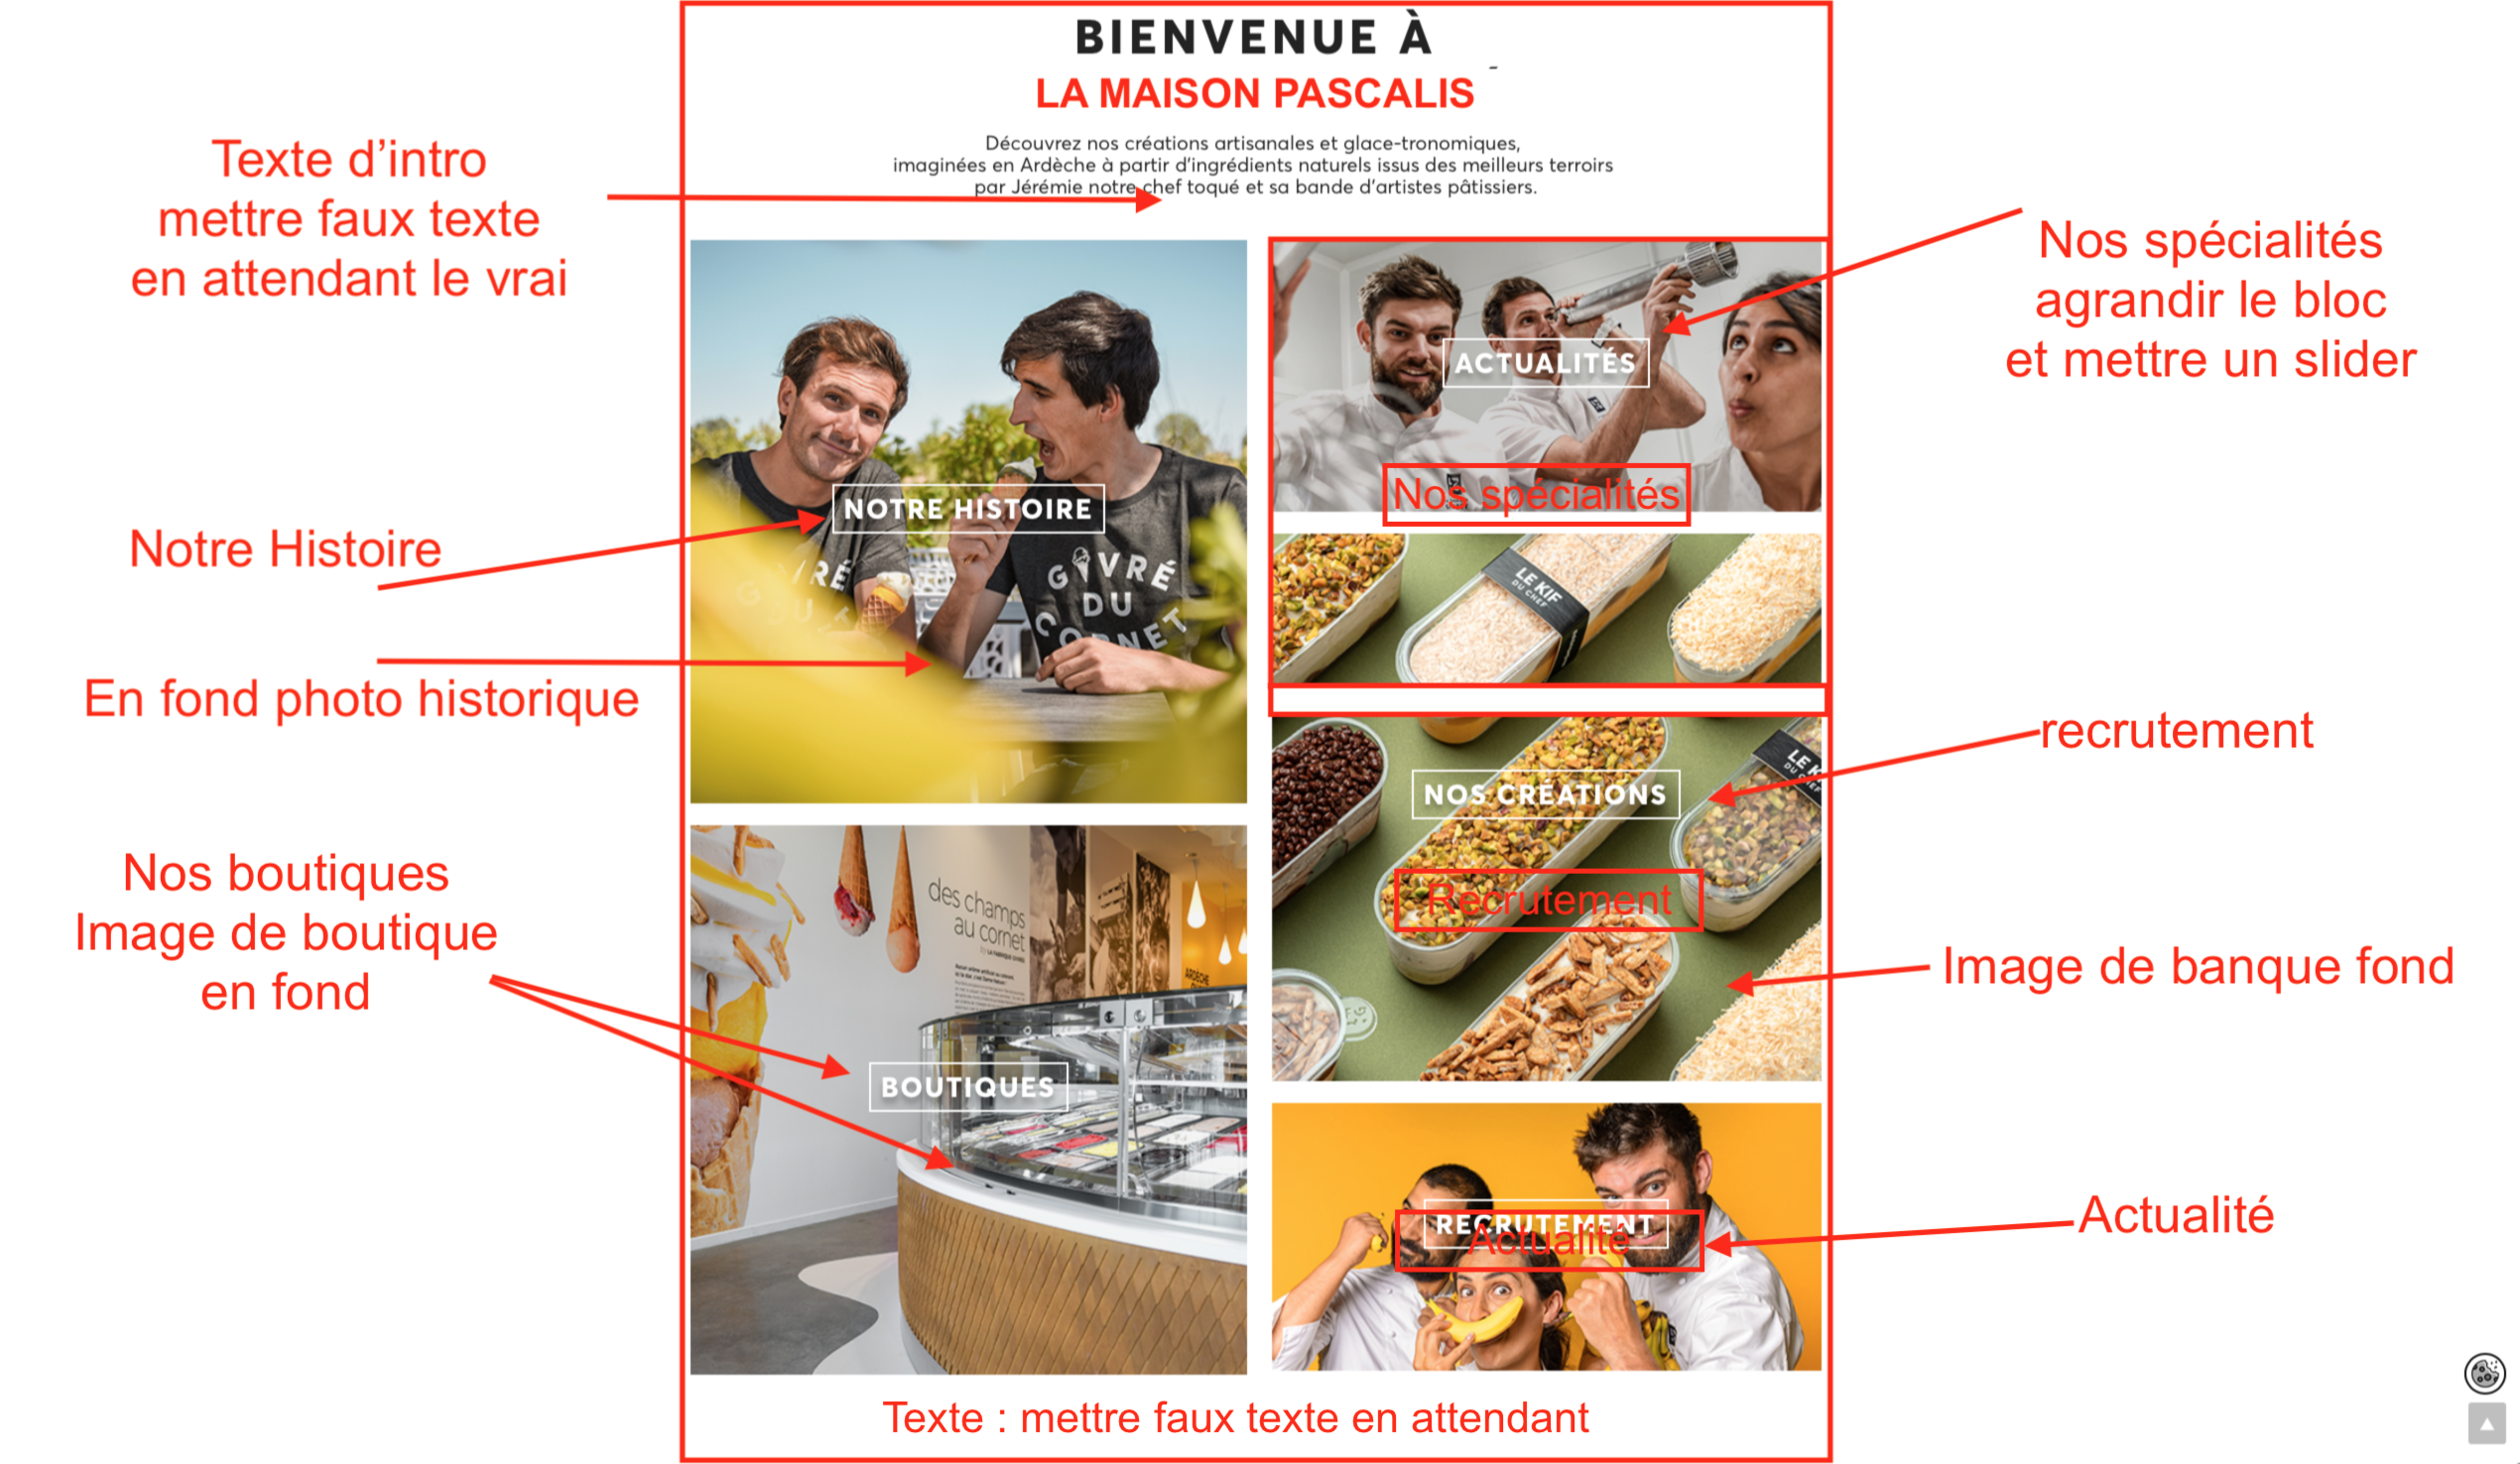 BIENVENUE À
LA MAISON PASCALIS
Découvrez nos créations artisanales et glace-tronomiques,
imaginées en Ardèche à partir d'ingrédients naturels issus des meilleurs terroirs
par Jérémie notre chef toqué et sa bande d'artistes pâtissiers.
Texte d'intro
mettre faux texte
en attendant le vrai
Nos spécialités
agrandir le bloc
et mettre un slider
ACTUALITÉS
Nos spécialités
NOTRE HISTOIRE
Notre Histoire
GIVRÉ
DU
CORNET
LE KIF
DU CHEF
En fond photo historique
recrutement
NOS CRÉATIONS
LE K
DU CHEF
Recrutement
Nos boutiques
Image de boutique
en fond
des champs
au cornet
Image de banque fond
BOUTIQUES
Actualité
RECRUTEMENT
Actualité
Texte : mettre faux texte en attendant